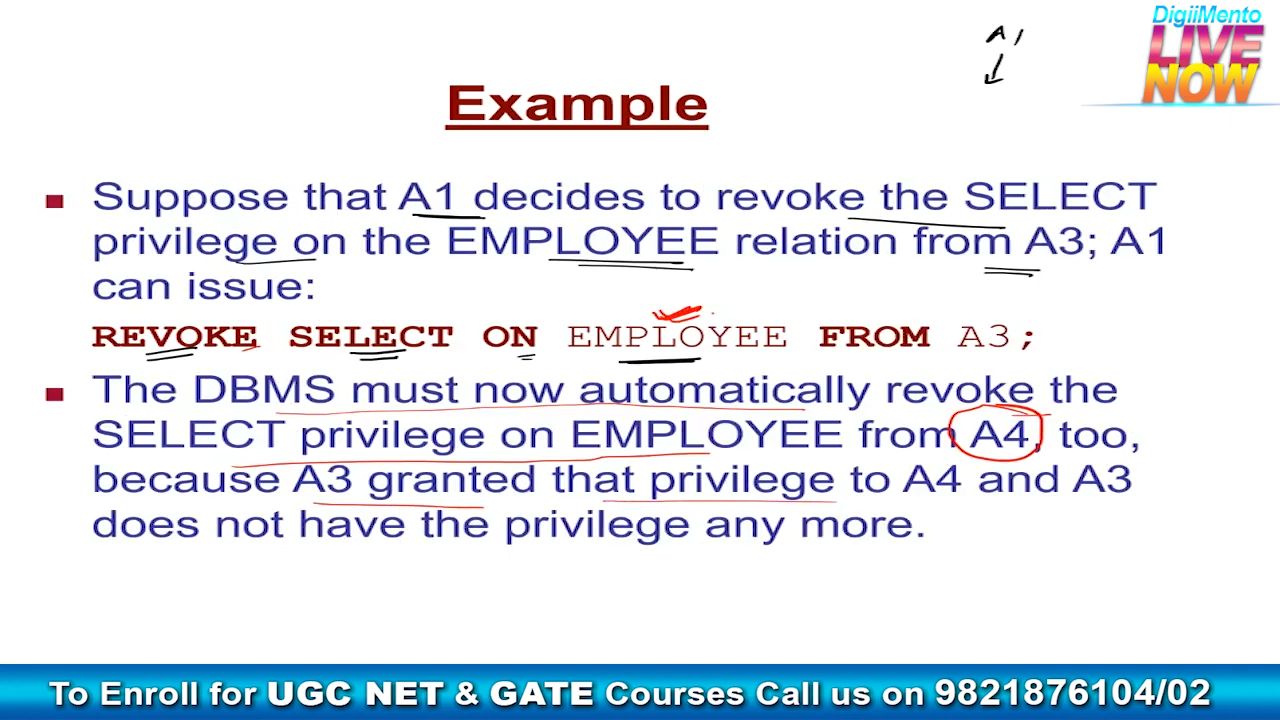 A1
DigiiMento
LIVE
NOW
Example
Suppose that A1 decides to revoke the SELECT
privilege on the EMPLOYEE relation from A3; A1
can issue:
REVOKE SELECT ON EMPLOYEE FROM A3;
The DBMS must now automatically revoke the
SELECT privilege on EMPLOYEE from A4, too,
because A3 granted that privilege to A4 and A3
does not have the privilege any more.
To Enroll for UGC NET & GATE Courses Call us on 9821876104/02